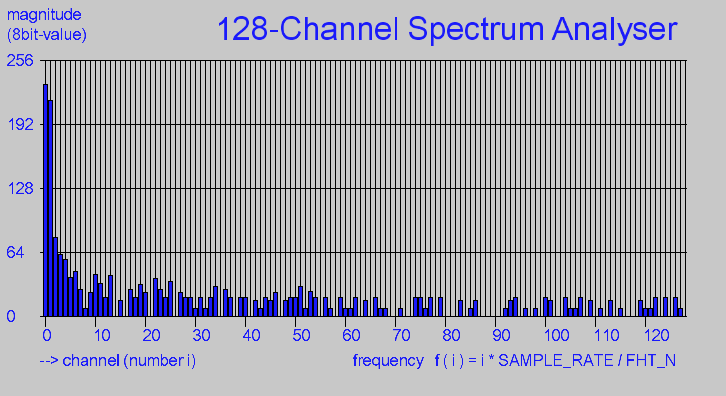 magnitude
(8bit-value)
128-Channel Spectrum Analyser
256
192
128
64
0
0 10 20 30 40 50 60 70 80 90 100 110 120
--> channel (number i)
frequency f ( i ) = i * SAMPLE_RATE / FHT_N